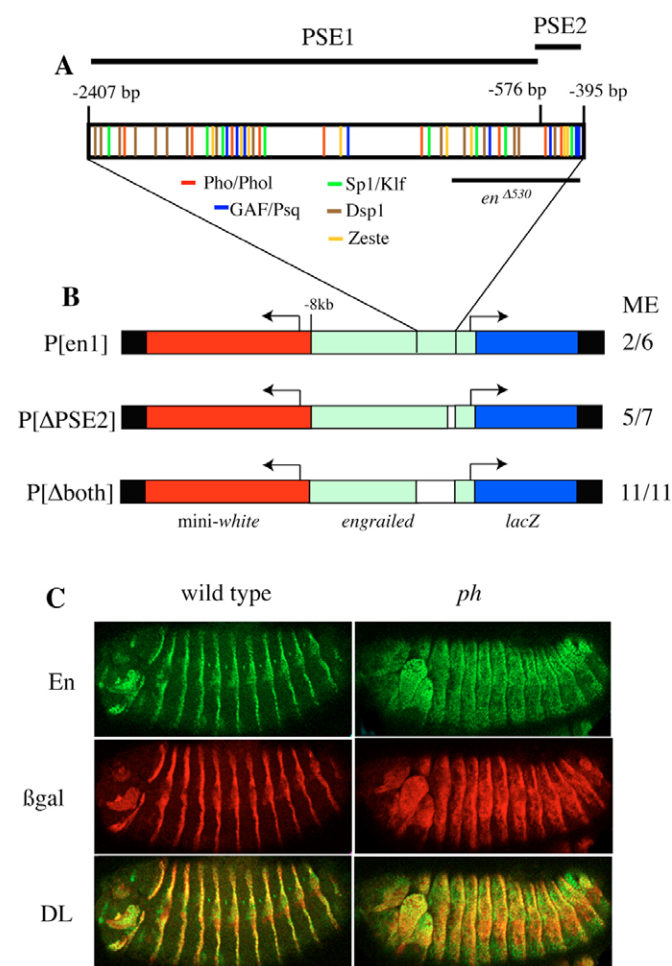 PSE2
PSE1
A
-2407 bp
-576 bp
-395 bp
Pho/Phol
Sp1/Klf
GAF/Psq
Dsp1
Zeste
en Δ530
B
-8kb
ME
P[en1]
2/6
P[ΔPSE2]
5/7
P[Δboth]
11/11
mini-white
engrailed
lacZ
C
wild type
ph
En
ßgal
DL